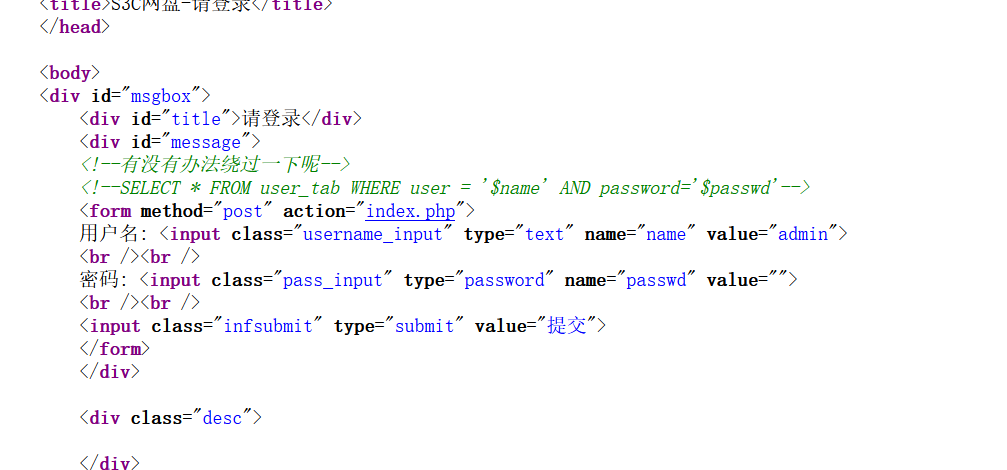 <title>S3C网盘-请登录</title>
</head>
<body>
<div id="msgbox">
<div id="title">请登录</div>
<div id="message">
<!--有没有办法绕过一下呢-->
<!--SELECT * FROM user_tab WHERE user = '$name' AND password='$passwd'-->
<form method="post" action="index.php">
用户名: <input class="username_input" type="text" name="name" value="admin">
<br /><br />
密码: <input class="pass_input" type="password" name="passwd" value="">
<br /><br />
<input class="infsubmit" type="submit" value="提交">
</form>
</div>
<div class="desc">
</div>